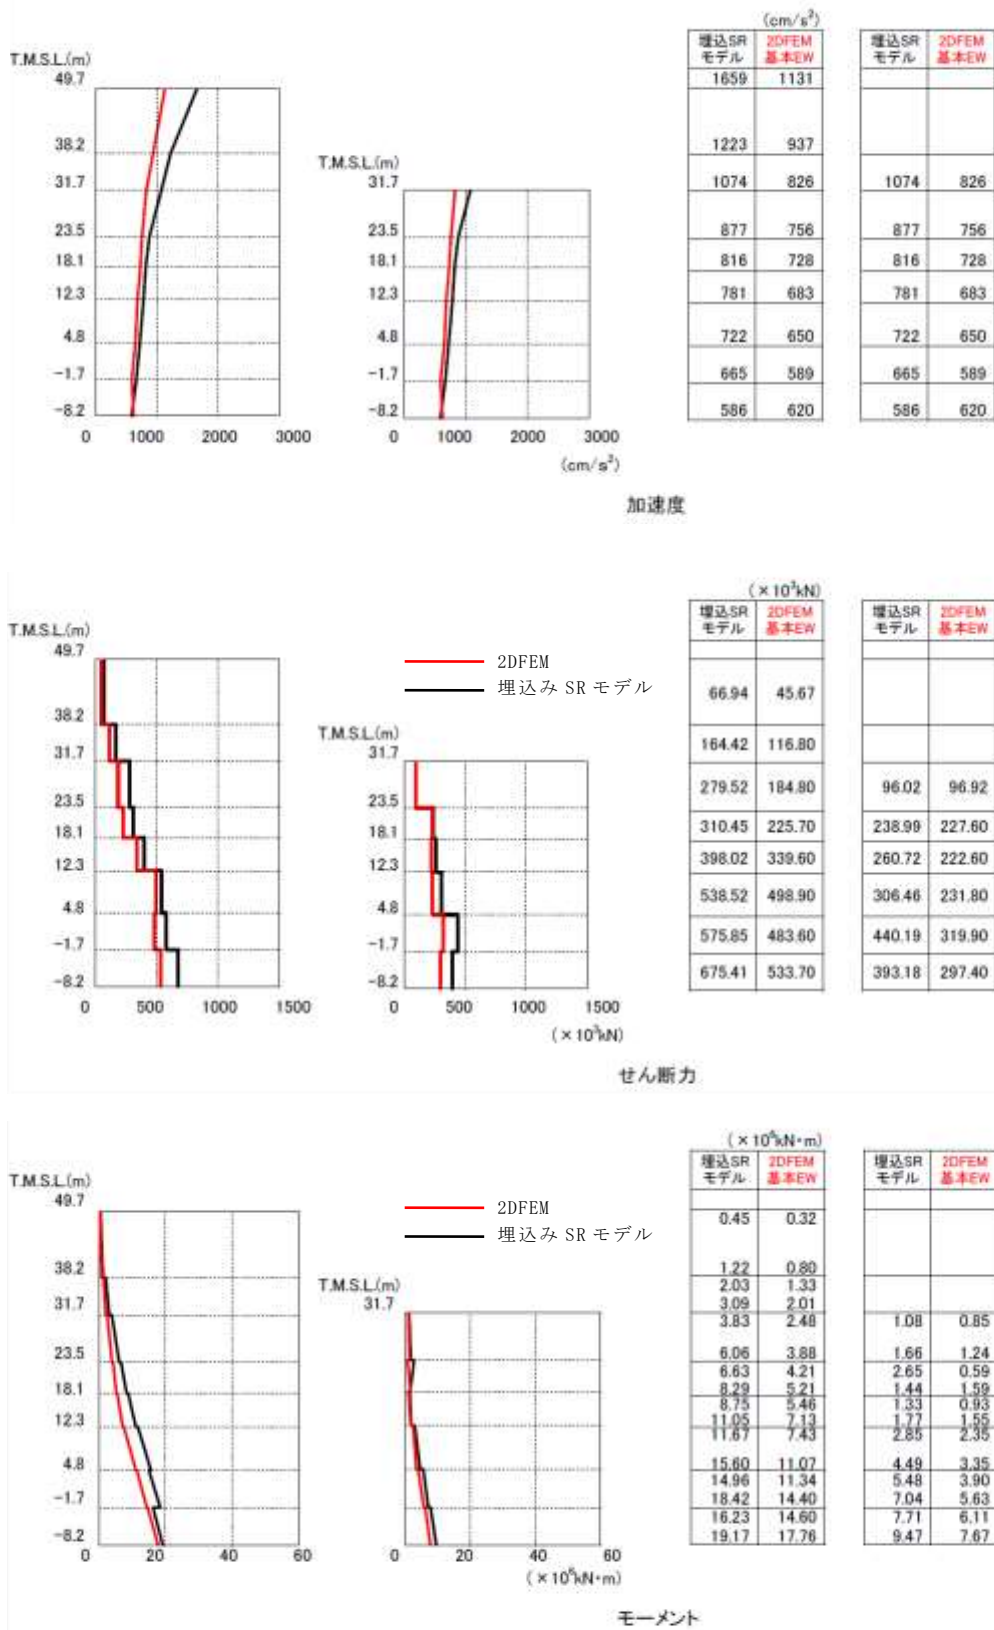 (cm/s²)
埋込SR モデル 2DFEM 基本EW 埋込SR モデル 2DFEM 基本EW
1659 1131
1223 937
1074 826 1074 826
877 756 877 756
816 728 816 728
781 683 781 683
722 650 722 650
665 589 665 589
586 620 586 620
T.M.S.L.(m)
49.7
38.2
31.7
23.5
18.1
12.3
4.8
-1.7
-8.2
0 1000 2000 3000
T.M.S.L.(m)
31.7
23.5
18.1
12.3
4.8
-1.7
-8.2
0 1000 2000 3000
(cm/s²)
加速度
(×10³kN)
埋込SR モデル 2DFEM 基本EW 埋込SR モデル 2DFEM 基本EW
66.94 45.67
164.42 116.80
279.52 184.80 96.02 96.92
310.45 225.70 238.99 227.60
398.02 339.60 260.72 222.60
538.52 498.90 306.46 231.80
575.85 483.60 440.19 319.90
675.41 533.70 393.18 297.40
T.M.S.L.(m)
49.7
38.2
31.7
23.5
18.1
12.3
4.8
-1.7
-8.2
0 500 1000 1500
2DFEM
埋込み SR モデル
T.M.S.L.(m)
31.7
23.5
18.1
12.3
4.8
-1.7
-8.2
0 500 1000 1500
(×10³kN)
せん断力
(×10⁶kN・m)
埋込SR モデル 2DFEM 基本EW 埋込SR モデル 2DFEM 基本EW
0.45 0.32
1.22 0.80
2.03 1.33
3.09 2.01
3.83 2.48 1.08 0.85
6.06 3.88 1.66 1.24
6.63 4.21 2.65 0.59
8.29 5.21 1.44 1.59
8.75 5.46 1.33 0.93
11.05 7.13 1.77 1.55
11.67 7.43 2.85 2.35
15.60 11.07 4.49 3.35
14.96 11.34 5.48 3.90
18.42 14.40 7.04 5.63
16.23 14.60 7.71 6.11
19.17 17.76 9.47 7.67
T.M.S.L.(m)
49.7
38.2
31.7
23.5
18.1
12.3
4.8
-1.7
-8.2
0 20 40 60
2DFEM
埋込み SR モデル
T.M.S.L.(m)
31.7
0 20 40 60
(×10⁶kN・m)
モーメント